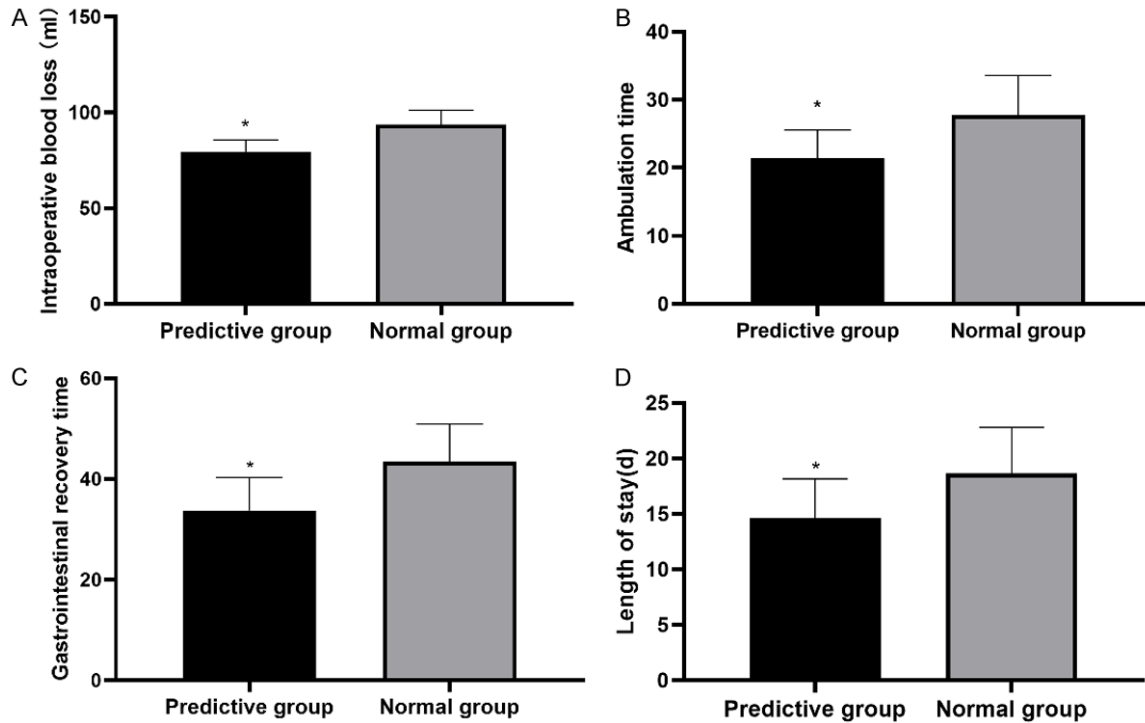 A
Intraoperative blood loss（ml）
150
100
50
0
*
Predictive group
Normal group
B
Ambulation time
40
30
20
10
0
*
Predictive group
Normal group
C
Gastrointestinal recovery time
60
40
20
0
*
Predictive group
Normal group
D
Length of stay(d)
25
20
15
10
5
0
*
Predictive group
Normal group